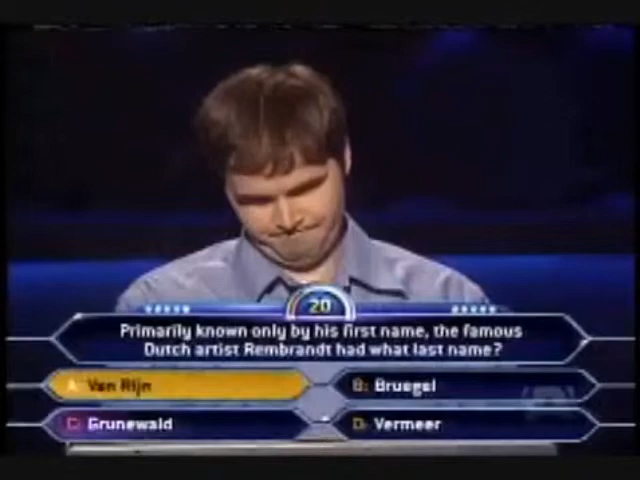 20
Primarily known only by his first name, the famous
Dutch artist Rembrandt had what last name?
A: Van Rijn
B: Bruegel
C: Grunewald
D: Vermeer